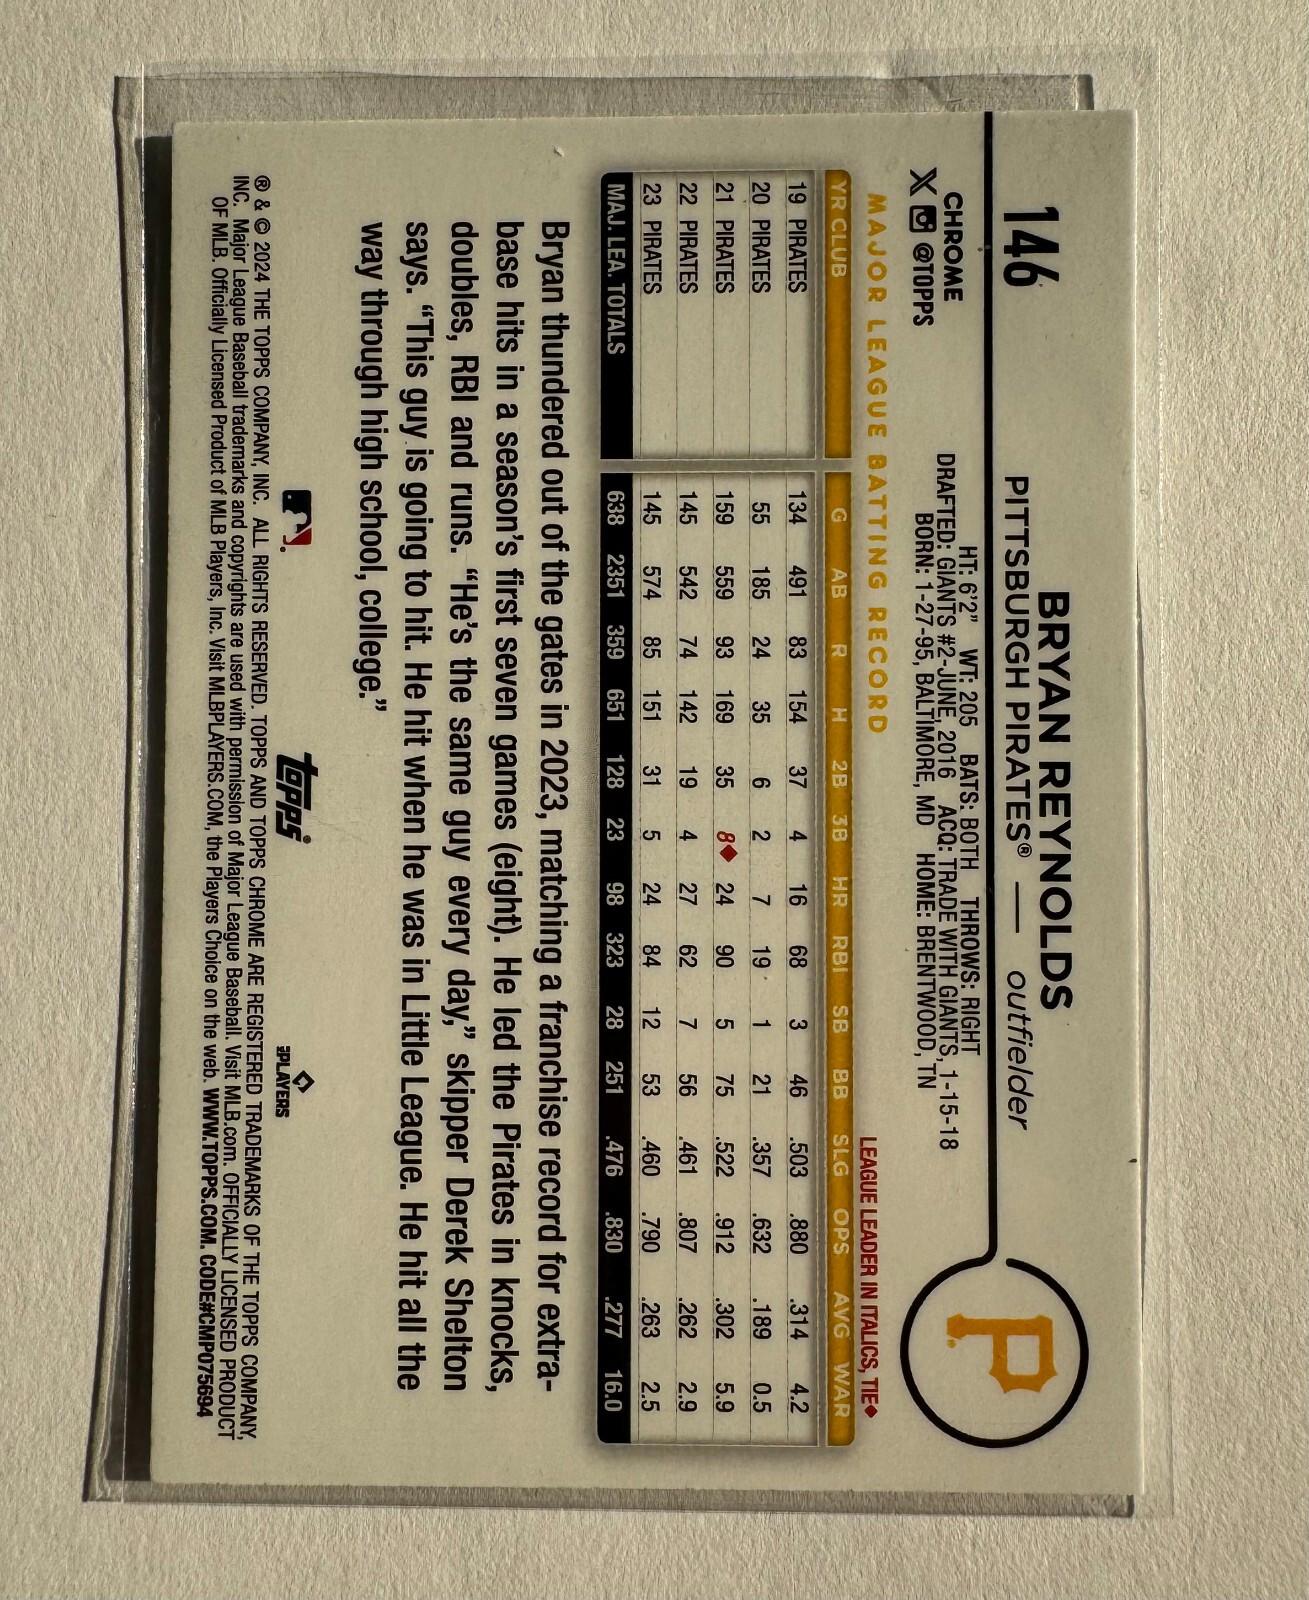 146
BRYAN REYNOLDS
PITTSBURGH PIRATES® — outfielder
CHROME
X @TOPPS
HT: 6'2" WT: 205 BATS: BOTH THROWS: RIGHT
DRAFTED: GIANTS #2-JUNE, 2016 ACQ: TRADE WITH GIANTS, 1-15-18
BORN: 1-27-95, BALTIMORE, MD HOME: BRENTWOOD, TN
P
MAJOR LEAGUE BATTING RECORD
LEAGUE LEADER IN ITALICS, TIE◆
YR CLUB G AB R H 2B 3B HR RBI SB BB SLG OPS AVG WAR
19 PIRATES 134 491 83 154 37 4 16 68 3 46 .503 .880 .314 4.2
20 PIRATES 55 185 24 35 6 2 7 19 1 21 .357 .632 .189 0.5
21 PIRATES 159 559 93 169 35 8◆ 24 90 5 75 .522 .912 .302 5.9
22 PIRATES 145 542 74 142 19 4 27 62 7 56 .461 .807 .262 2.9
23 PIRATES 145 574 85 151 31 5 24 84 12 53 .460 .790 .263 2.5
MAJ. LEA. TOTALS 638 2351 359 651 128 23 98 323 28 251 .476 .830 .277 16.0
Bryan thundered out of the gates in 2023, matching a franchise record for extra-
base hits in a season's first seven games (eight). He led the Pirates in knocks,
doubles, RBI and runs. “He's the same guy every day,” skipper Derek Shelton
says. “This guy is going to hit. He hit when he was in Little League. He hit all the
way through high school, college.”
topps
PLAYERS
® & © 2024 THE TOPPS COMPANY, INC. ALL RIGHTS RESERVED. TOPPS AND TOPPS CHROME ARE REGISTERED TRADEMARKS OF THE TOPPS COMPANY,
INC. Major League Baseball trademarks and copyrights are used with permission of Major League Baseball. Visit MLB.com. OFFICIALLY LICENSED PRODUCT
OF MLB. Officially Licensed Product of MLB Players, Inc. Visit MLBPLAYERS.COM, the Players Choice on the web. WWW.TOPPS.COM. CODE#CMP075694